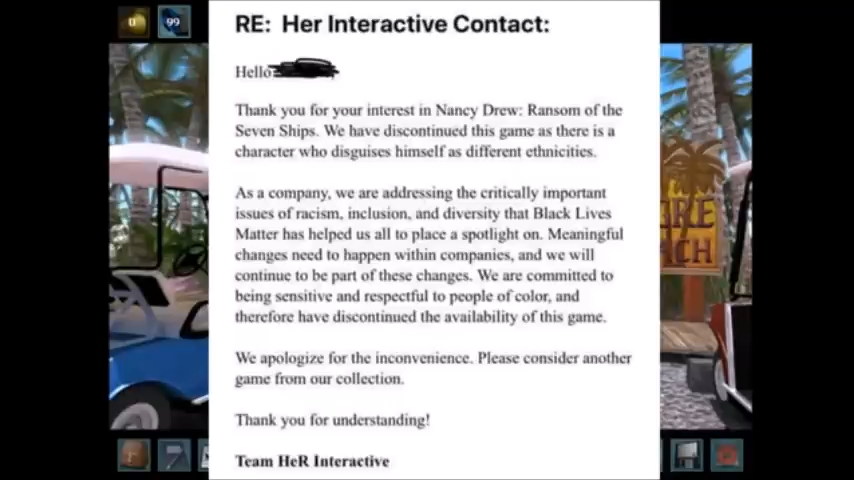 0
99
RE: Her Interactive Contact:
Hello
Thank you for your interest in Nancy Drew: Ransom of the
Seven Ships. We have discontinued this game as there is a
character who disguises himself as different ethnicities.
As a company, we are addressing the critically important
issues of racism, inclusion, and diversity that Black Lives
Matter has helped us all to place a spotlight on. Meaningful
changes need to happen within companies, and we will
continue to be part of these changes. We are committed to
being sensitive and respectful to people of color, and
therefore have discontinued the availability of this game.
We apologize for the inconvenience. Please consider another
game from our collection.
Thank you for understanding!
Team HeR Interactive